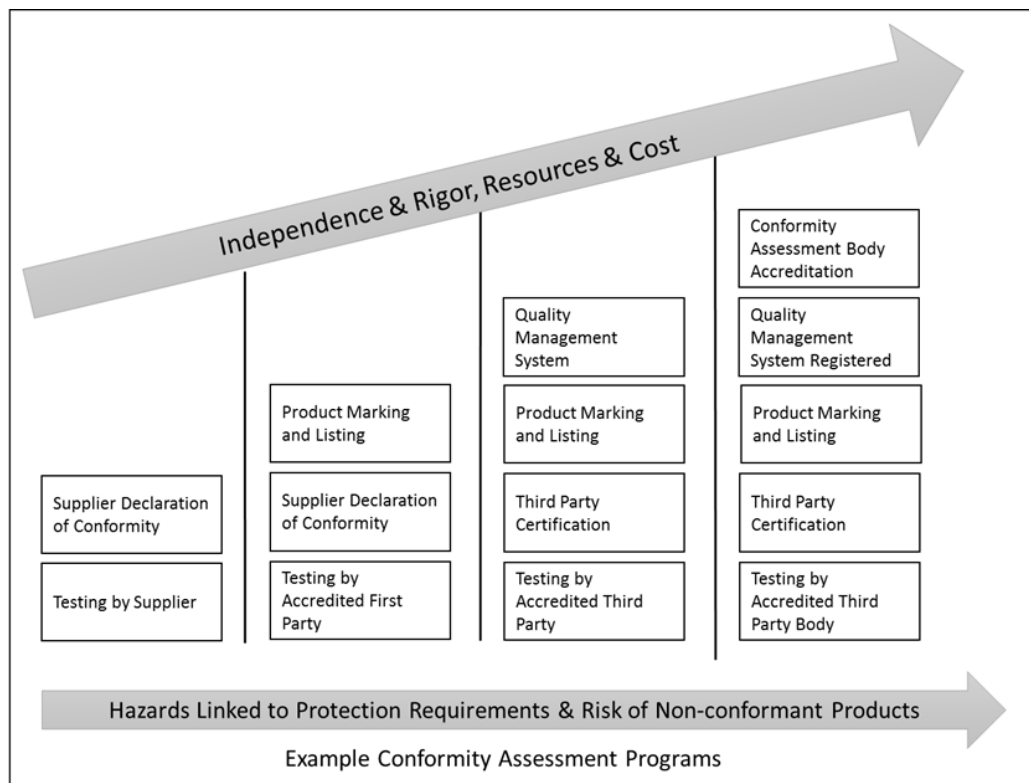 Independence & Rigor, Resources & Cost
Supplier Declaration
of Conformity
Testing by Supplier
Product Marking
and Listing
Supplier Declaration
of Conformity
Testing by
Accredited First
Party
Quality
Management
System
Product Marking
and Listing
Third Party
Certification
Testing by
Accredited Third
Party
Conformity
Assessment Body
Accreditation
Quality
Management
System Registered
Product Marking
and Listing
Third Party
Certification
Testing by
Accredited Third
Party Body
Hazards Linked to Protection Requirements & Risk of Non-conformant Products
Example Conformity Assessment Programs